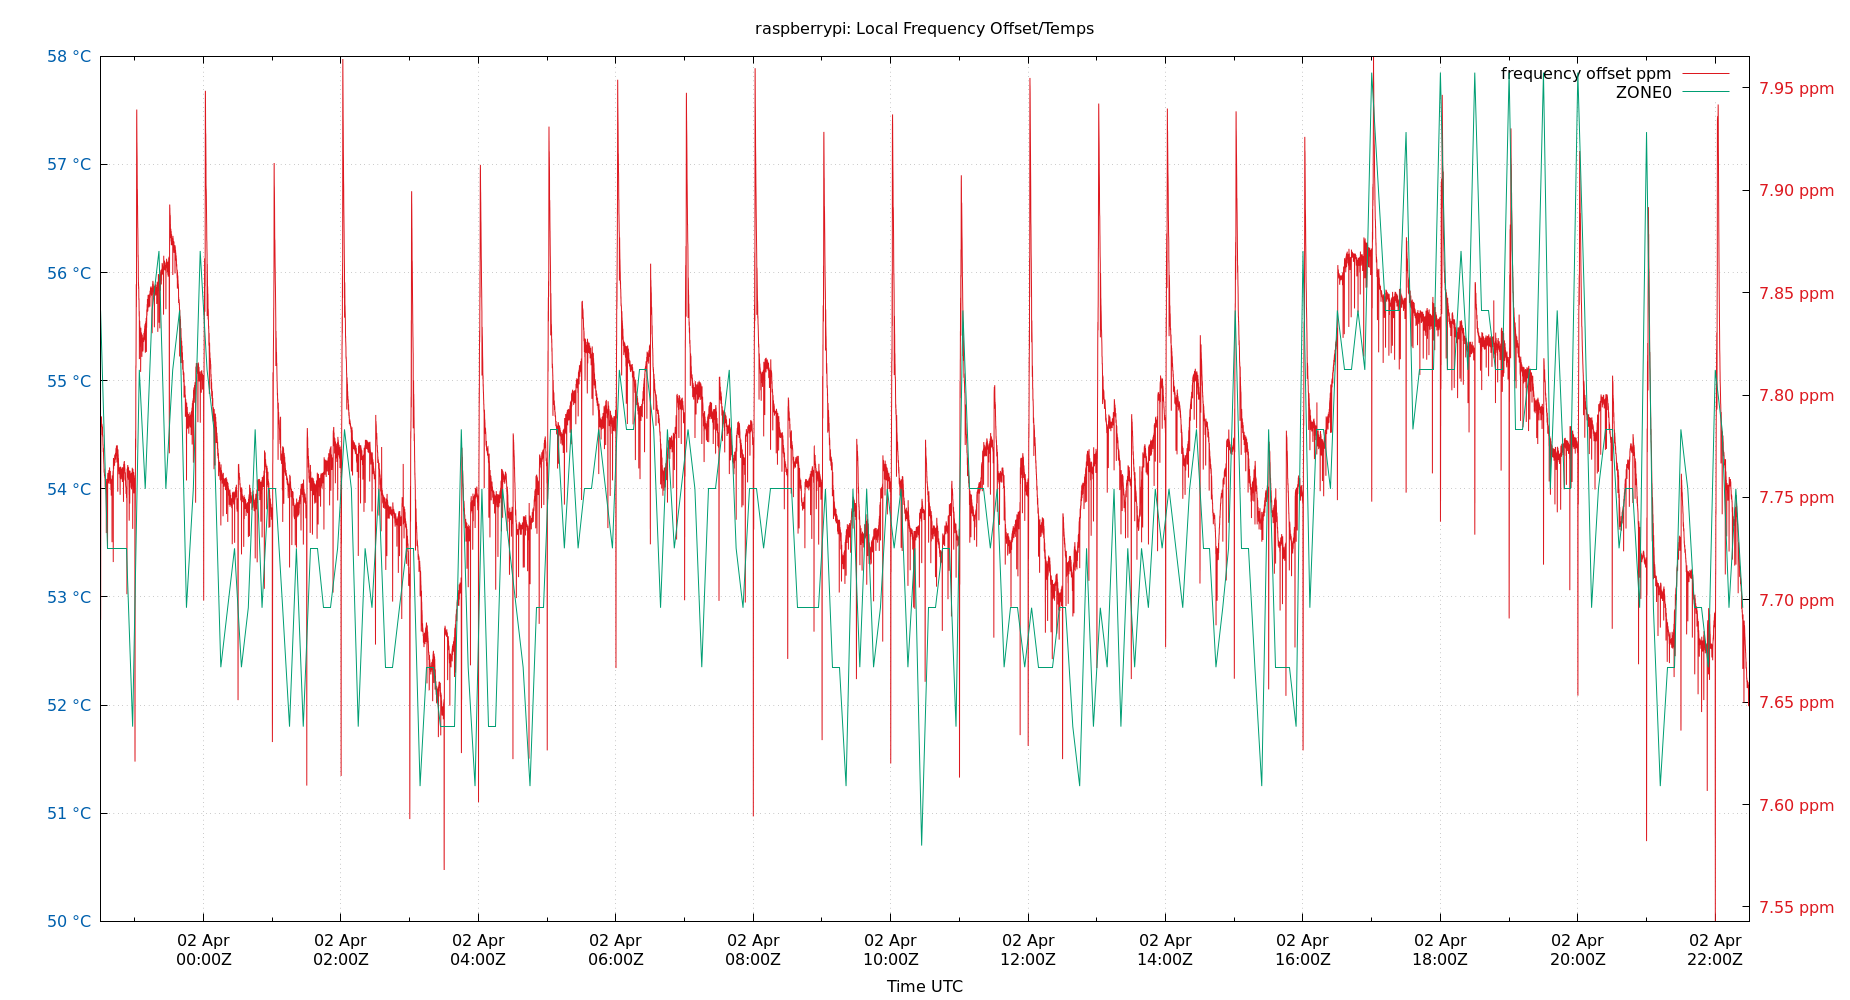 raspberrypi: Local Frequency Offset/Temps
58 °C
57 °C
56 °C
55 °C
54 °C
53 °C
52 °C
51 °C
50 °C
frequency offset ppm
ZONE0
7.95 ppm
7.90 ppm
7.85 ppm
7.80 ppm
7.75 ppm
7.70 ppm
7.65 ppm
7.60 ppm
7.55 ppm
02 Apr 02 Apr 02 Apr 02 Apr 02 Apr 02 Apr 02 Apr 02 Apr 02 Apr 02 Apr 02 Apr 02 Apr
00:00Z 02:00Z 04:00Z 06:00Z 08:00Z 10:00Z 12:00Z 14:00Z 16:00Z 18:00Z 20:00Z 22:00Z
Time UTC